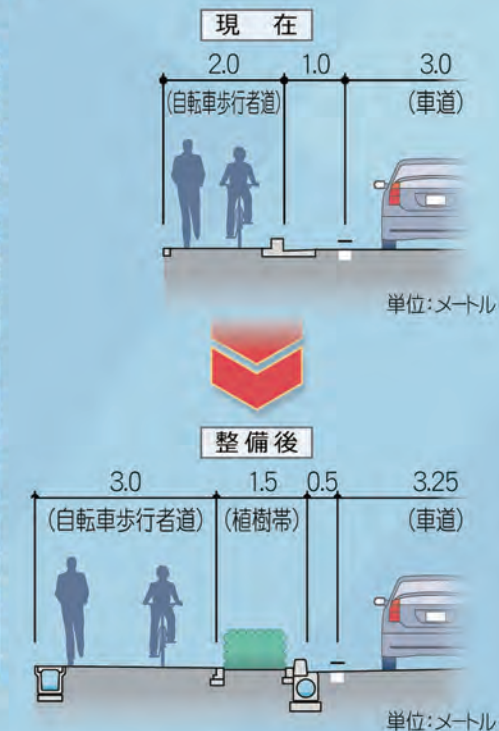 現在
2.0 1.0 3.0
(自転車歩行者道) (車道)
単位：メートル
整備後
3.0 1.5 0.5 3.25
(自転車歩行者道) (植樹帯) (車道)
単位：メートル